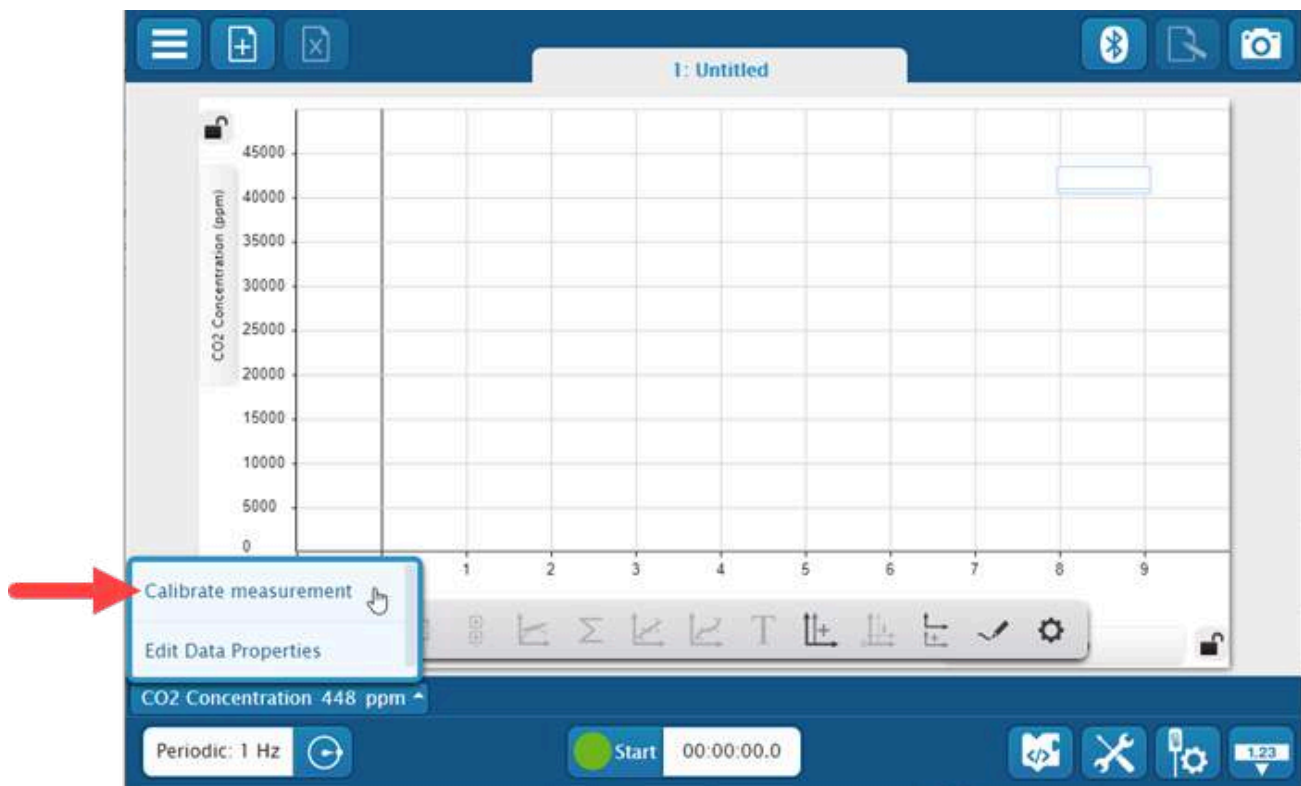 1: Untitled
CO2 Concentration (ppm)
45000
40000
35000
30000
25000
20000
15000
10000
5000
0
1 2 3 4 5 6 7 8 9
Calibrate measurement
Edit Data Properties
T
CO2 Concentration 448 ppm
Periodic: 1 Hz
Start 00:00:00.0
</>
1.23